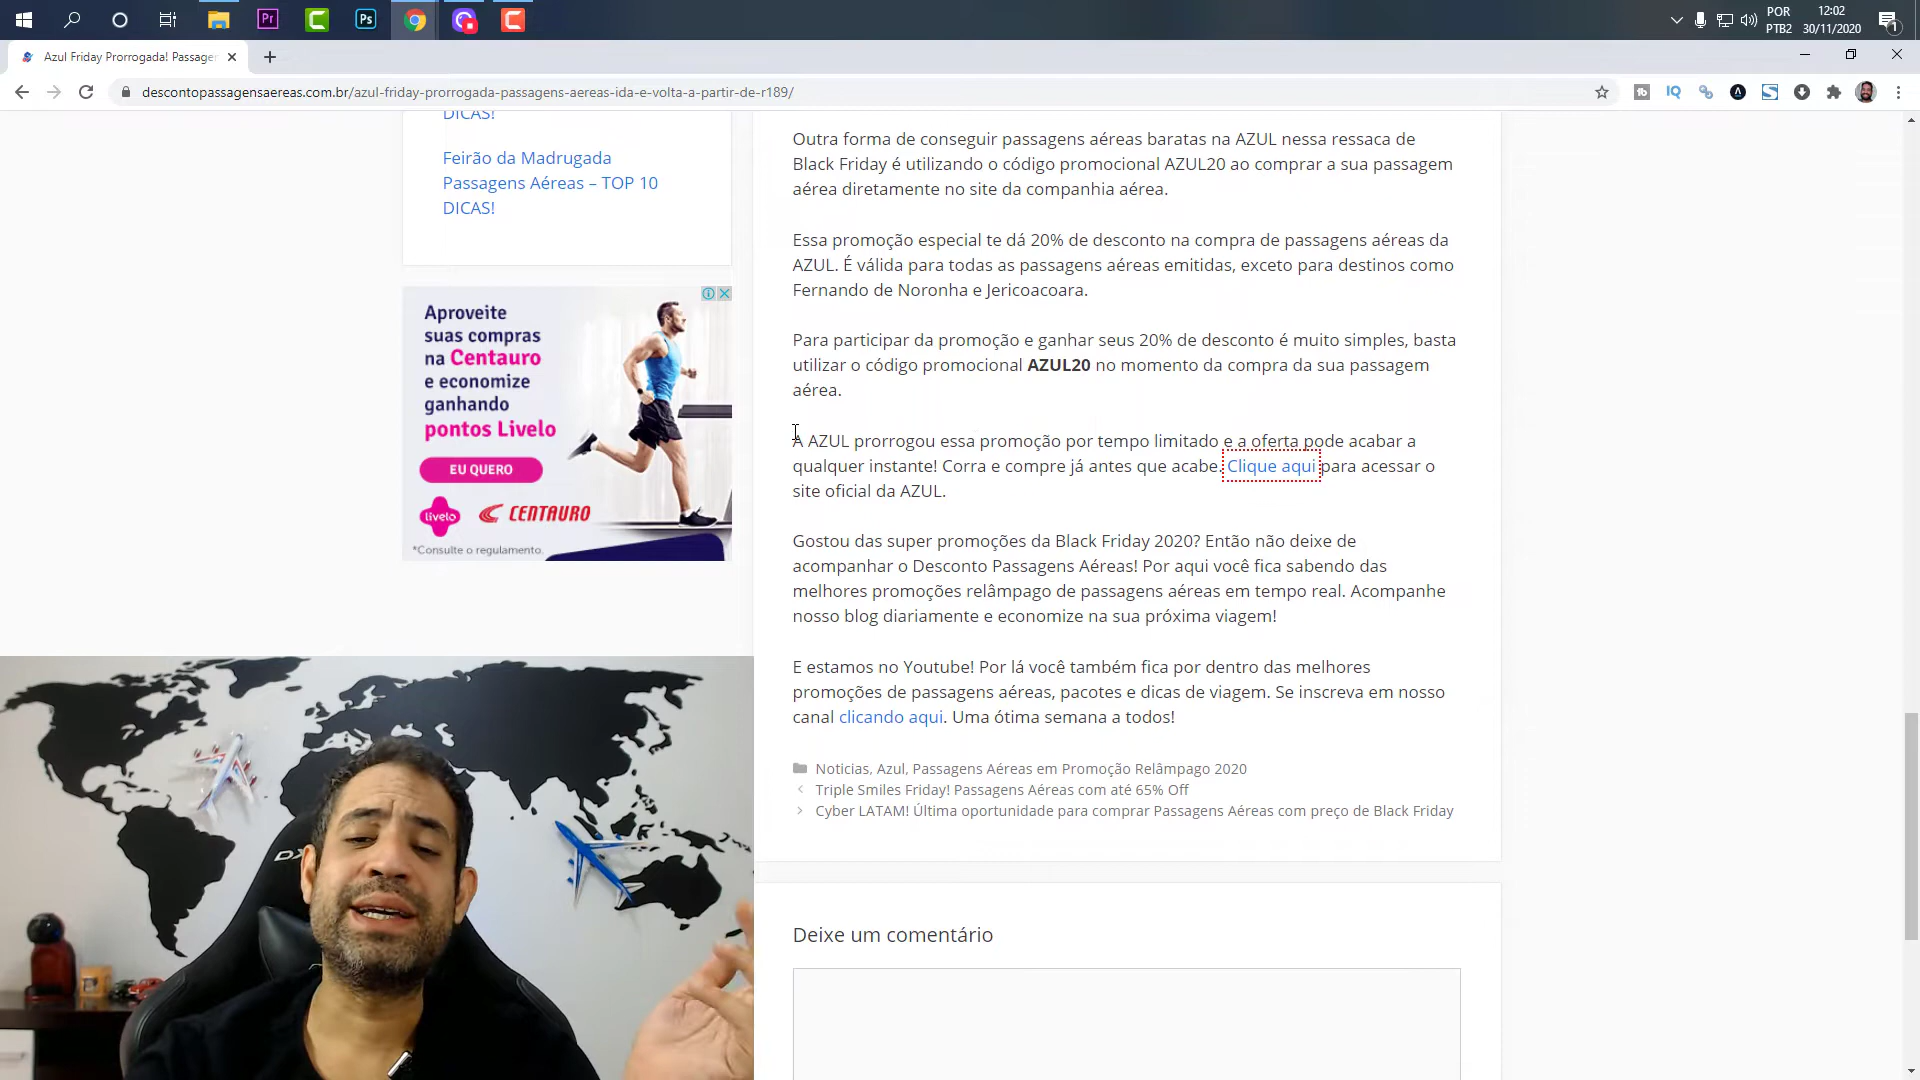 Pr
Ps
POR
PTB2
12:02
30/11/2020
1
Azul Friday Prorrogada! Passagen
descontopassagensaereas.com.br/azul-friday-prorrogada-passagens-aereas-ida-e-volta-a-partir-de-r189/
tb
IQ
DICAS!
Feirão da Madrugada
Passagens Aéreas – TOP 10
DICAS!
Aproveite
suas compras
na Centauro
e economize
ganhando
pontos Livelo
EU QUERO
livelo
CENTAURO
*Consulte o regulamento.
Outra forma de conseguir passagens aéreas baratas na AZUL nessa ressaca de
Black Friday é utilizando o código promocional AZUL20 ao comprar a sua passagem
aérea diretamente no site da companhia aérea.
Essa promoção especial te dá 20% de desconto na compra de passagens aéreas da
AZUL. É válida para todas as passagens aéreas emitidas, exceto para destinos como
Fernando de Noronha e Jericoacoara.
Para participar da promoção e ganhar seus 20% de desconto é muito simples, basta
utilizar o código promocional AZUL20 no momento da compra da sua passagem
aérea.
A AZUL prorrogou essa promoção por tempo limitado e a oferta pode acabar a
qualquer instante! Corra e compre já antes que acabe. Clique aqui para acessar o
site oficial da AZUL.
Gostou das super promoções da Black Friday 2020? Então não deixe de
acompanhar o Desconto Passagens Aéreas! Por aqui você fica sabendo das
melhores promoções relâmpago de passagens aéreas em tempo real. Acompanhe
nosso blog diariamente e economize na sua próxima viagem!
E estamos no Youtube! Por lá você também fica por dentro das melhores
promoções de passagens aéreas, pacotes e dicas de viagem. Se inscreva em nosso
canal clicando aqui. Uma ótima semana a todos!
Noticias, Azul, Passagens Aéreas em Promoção Relâmpago 2020
Triple Smiles Friday! Passagens Aéreas com até 65% Off
Cyber LATAM! Última oportunidade para comprar Passagens Aéreas com preço de Black Friday
Deixe um comentário